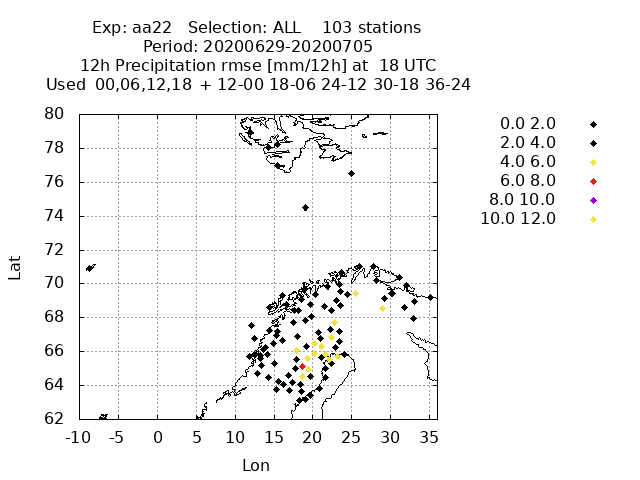 Exp: aa22 Selection: ALL 103 stations
Period: 20200629-20200705
12h Precipitation rmse [mm/12h] at 18 UTC
Used 00,06,12,18 + 12-00 18-06 24-12 30-18 36-24
80
78
76
74
72
70
68
66
64
62
Lat
-10 -5 0 5 10 15 20 25 30 35
Lon
0.0 2.0
2.0 4.0
4.0 6.0
6.0 8.0
8.0 10.0
10.0 12.0